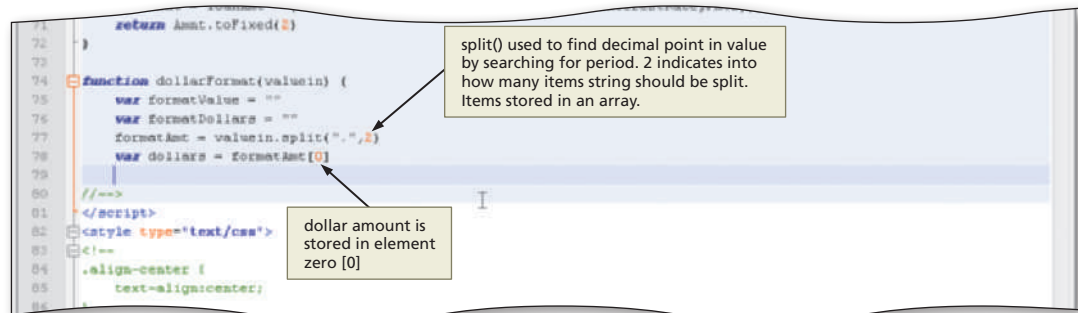 71 return Amnt.toFixed(2)
72 }
73
74 function dollarFormat(valuein) {
75 var formatValue = ""
76 var formatDollars = ""
77 formatAmt = valuein.split(".",2)
78 var dollars = formatAmt[0]
79
80 //-->
81 </script>
82 <style type="text/css">
83 <!--
84 .align-center {
85 text-align:center;
86
split() used to find decimal point in value
by searching for period. 2 indicates into
how many items string should be split.
Items stored in an array.
dollar amount is
stored in element
zero [0]